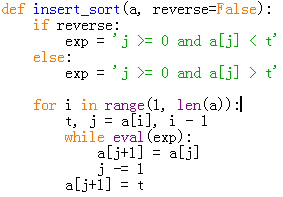 def insert_sort(a, reverse=False):
    if reverse:
        exp = 'j >= 0 and a[j] < t'
    else:
        exp = 'j >= 0 and a[j] > t'

    for i in range(1, len(a)):
        t, j = a[i], i - 1
        while eval(exp):
            a[j+1] = a[j]
            j -= 1
        a[j+1] = t